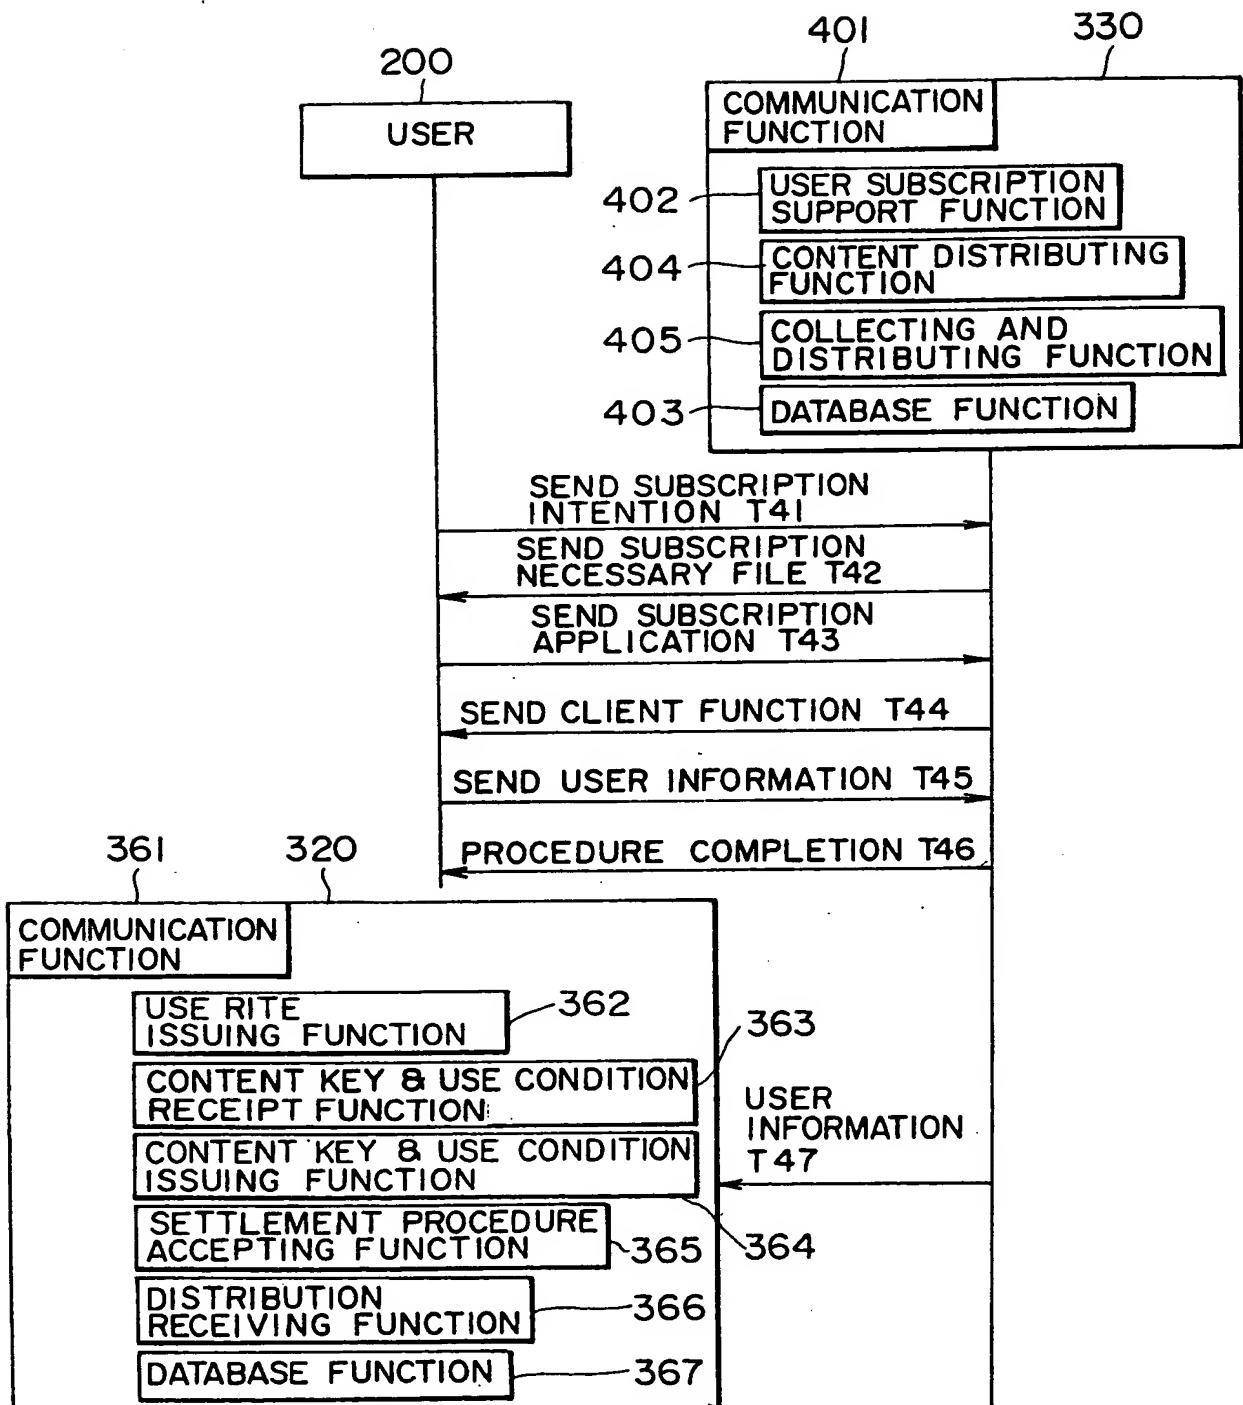 401
330
200
USER
COMMUNICATION
FUNCTION
402
USER SUBSCRIPTION
SUPPORT FUNCTION
404
CONTENT DISTRIBUTING
FUNCTION
405
COLLECTING AND
DISTRIBUTING FUNCTION
403
DATABASE FUNCTION
SEND SUBSCRIPTION
INTENTION T41
SEND SUBSCRIPTION
NECESSARY FILE T42
SEND SUBSCRIPTION
APPLICATION T43
SEND CLIENT FUNCTION T44
SEND USER INFORMATION T45
PROCEDURE COMPLETION T46
361
320
COMMUNICATION
FUNCTION
USE RITE
ISSUING FUNCTION
362
363
CONTENT KEY & USE CONDITION
RECEIPT FUNCTION
CONTENT KEY & USE CONDITION
ISSUING FUNCTION
364
USER
INFORMATION
T47
SETTLEMENT PROCEDURE
ACCEPTING FUNCTION
365
DISTRIBUTION
RECEIVING FUNCTION
366
DATABASE FUNCTION
367